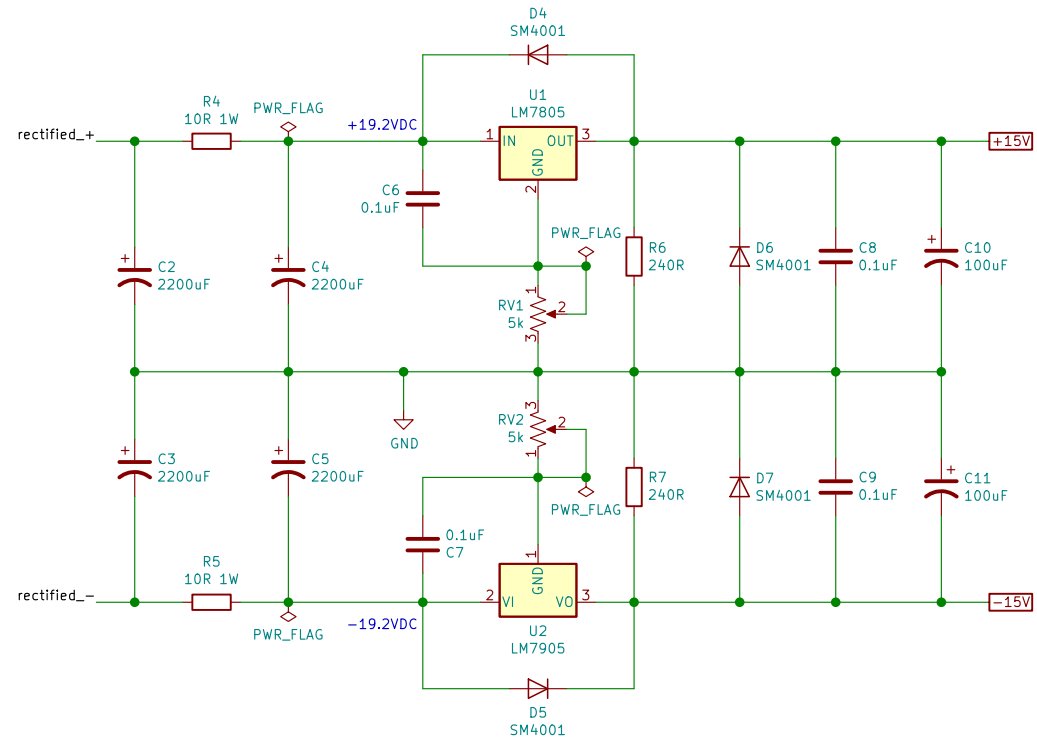 D4
SM4001
U1
LM7805
R4
10R 1W
PWR_FLAG
rectified_+
+19.2VDC
1
IN
OUT
3
GND
2
+15V
C6
0.1uF
PWR_FLAG
+
C2
2200uF
+
C4
2200uF
R6
240R
D6
SM4001
C8
0.1uF
+
C10
100uF
1
RV1
5k
2
3
GND
3
RV2
5k
2
1
+
C3
2200uF
+
C5
2200uF
PWR_FLAG
R7
240R
D7
SM4001
C9
0.1uF
+
C11
100uF
0.1uF
C7
1
GND
R5
10R 1W
rectified_-
PWR_FLAG
-19.2VDC
2
VI
VO
3
-15V
U2
LM7905
D5
SM4001